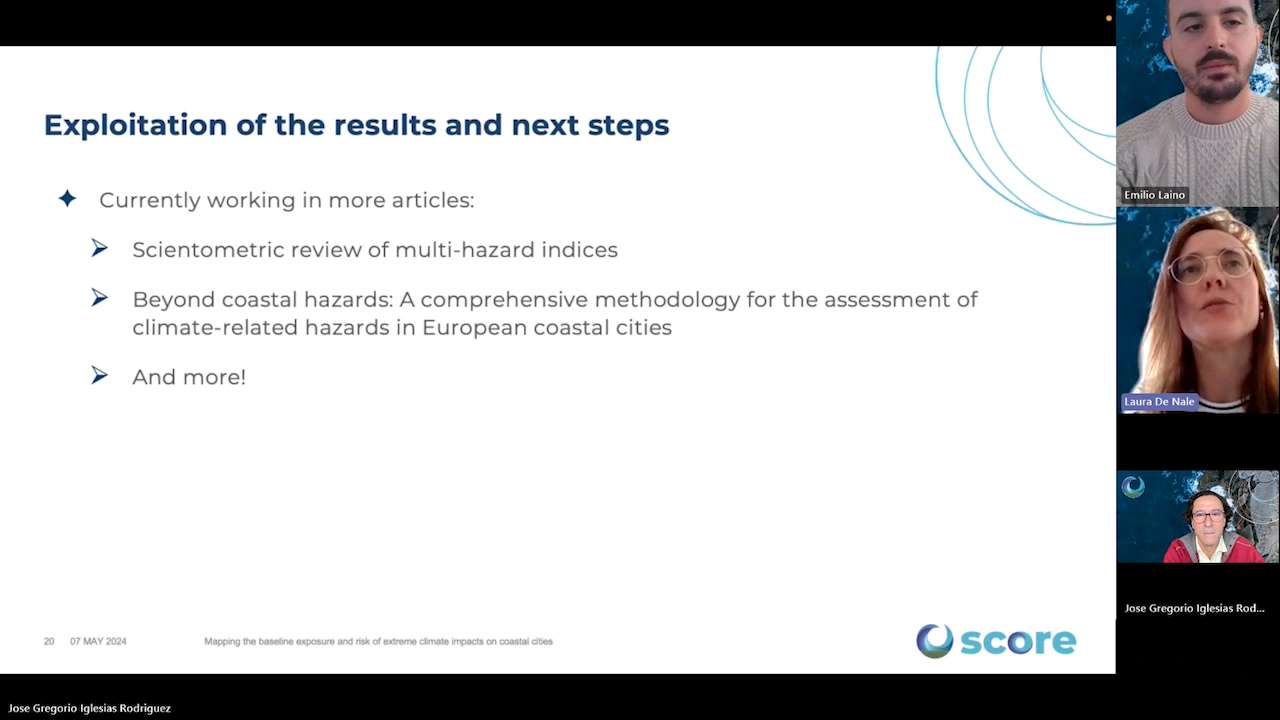 Exploitation of the results and next steps
Currently working in more articles:
Scientometric review of multi-hazard indices
Beyond coastal hazards: A comprehensive methodology for the assessment of
climate-related hazards in European coastal cities
And more!
20 07 MAY 2024 Mapping the baseline exposure and risk of extreme climate impacts on coastal cities
score
Emilio Laino
Laura De Nale
Jose Gregorio Iglesias Rod...
Jose Gregorio Iglesias Rodriguez